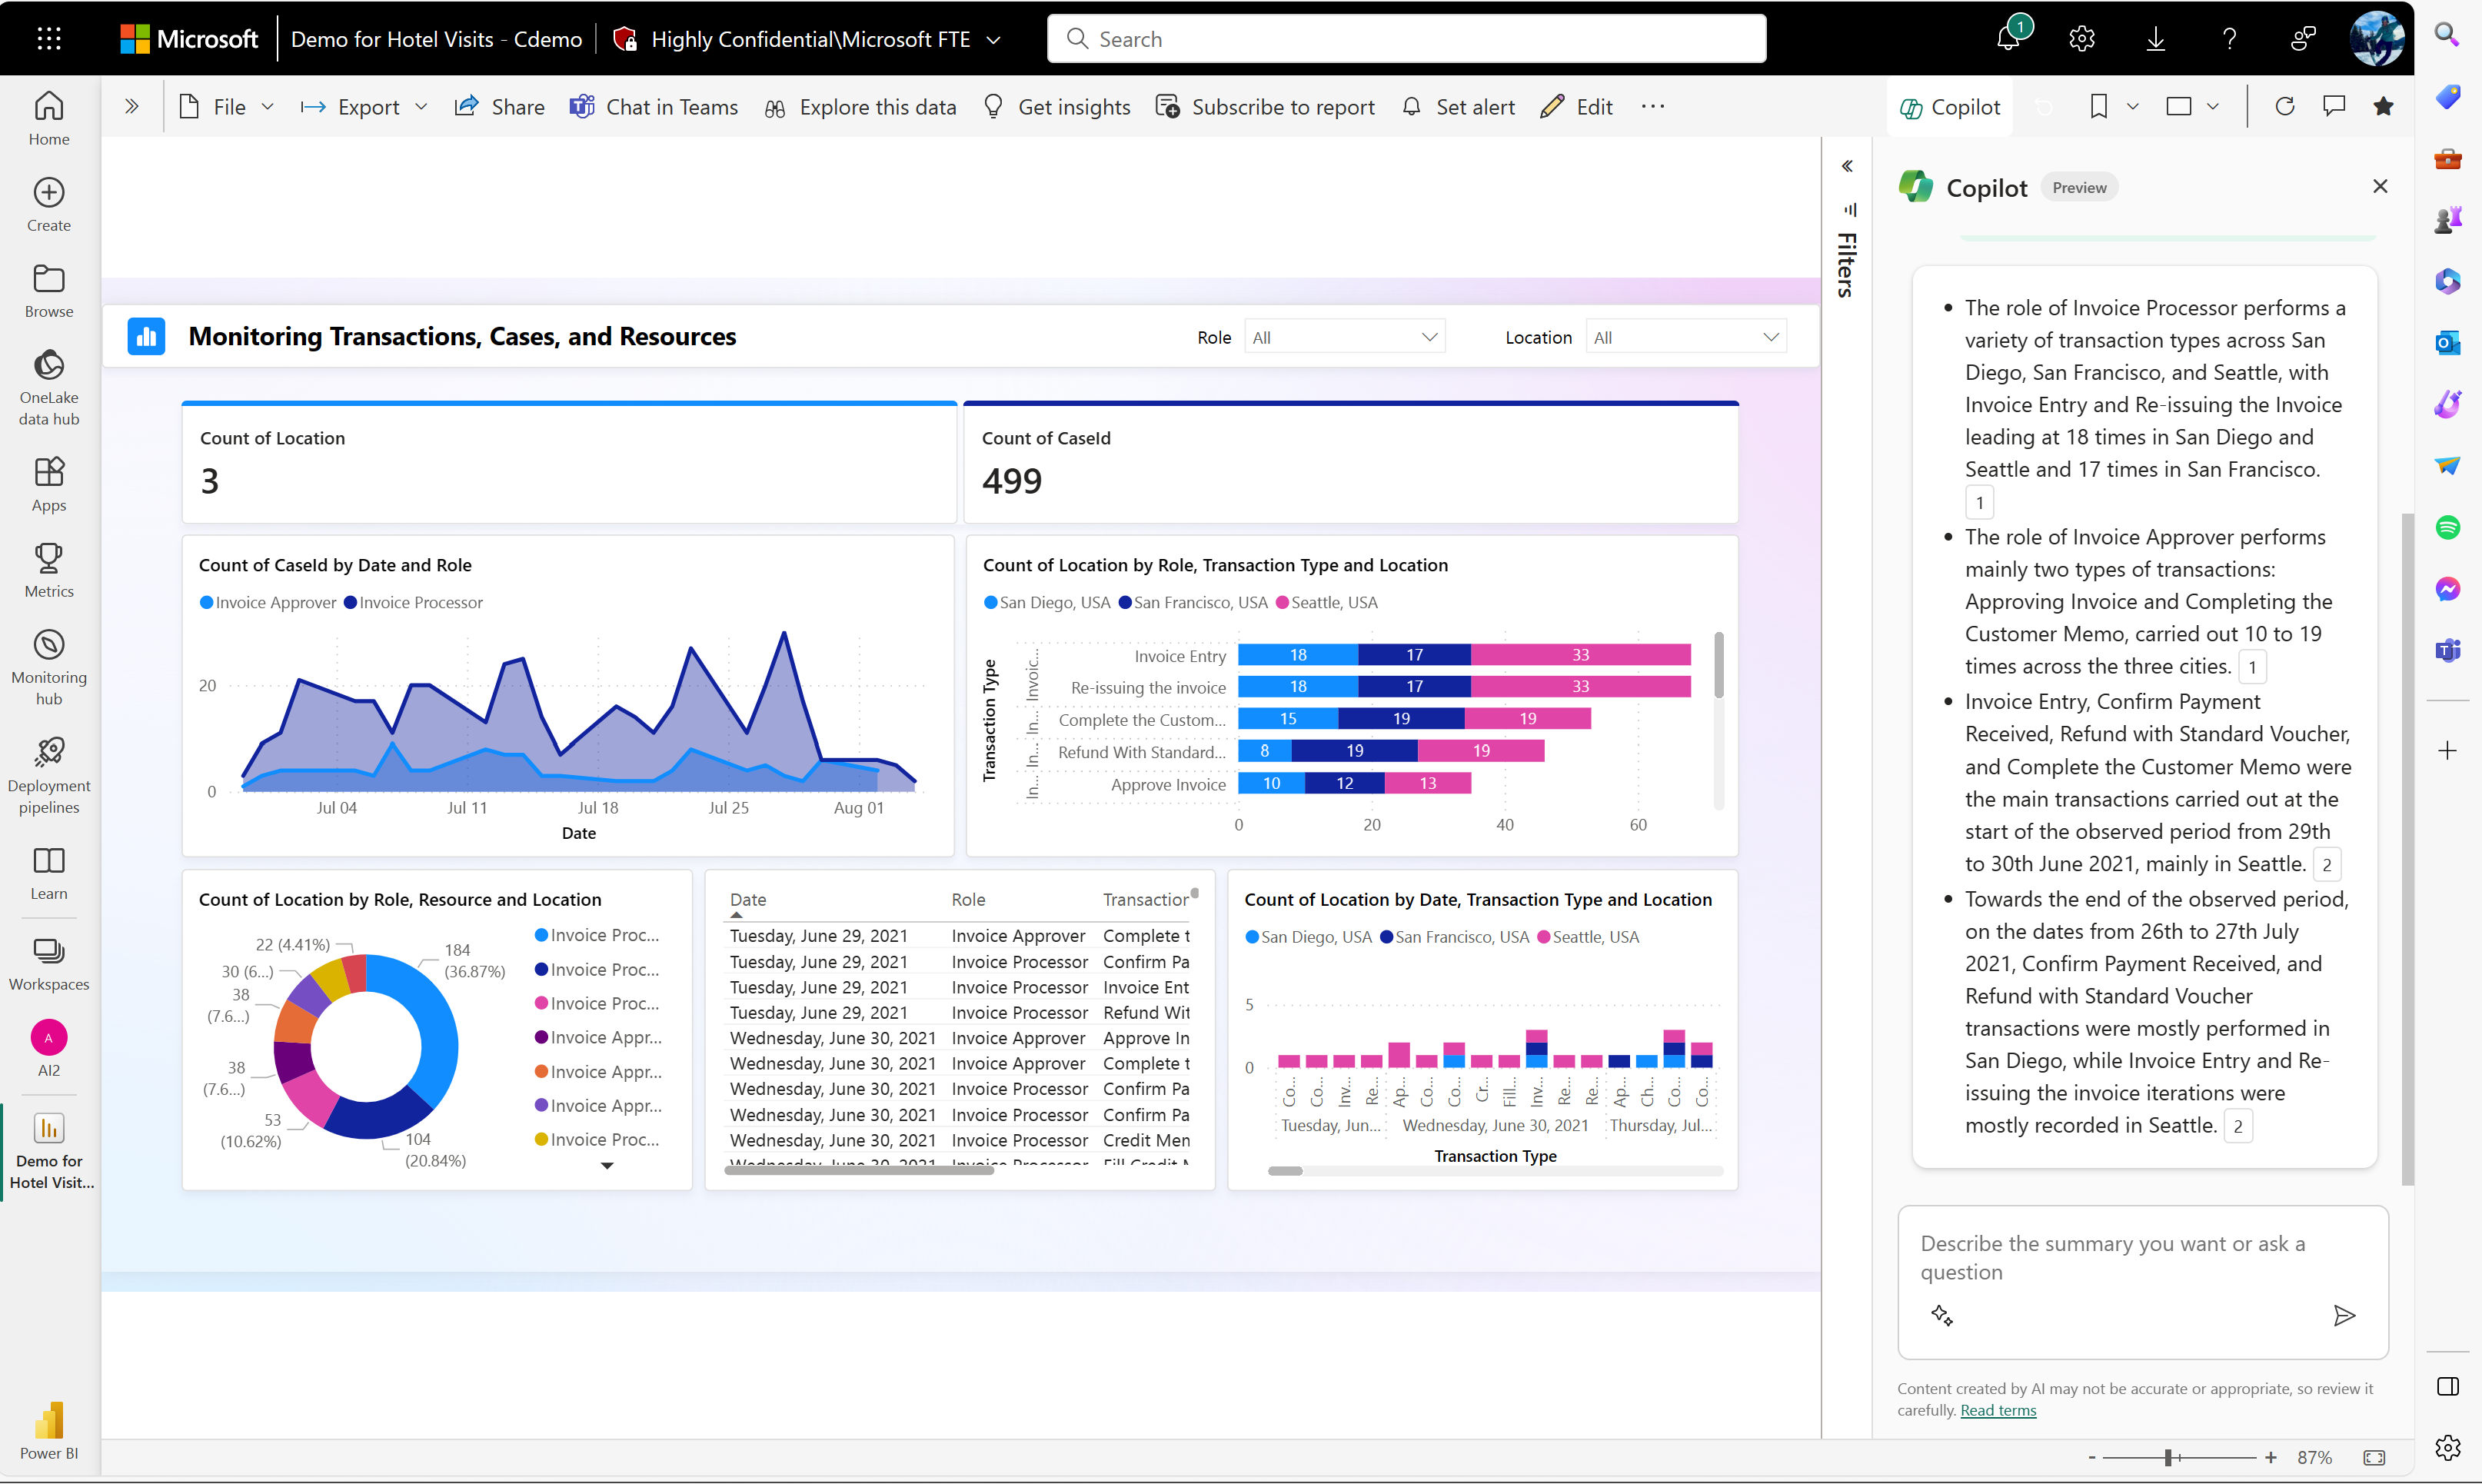 Microsoft
Demo for Hotel Visits - Cdemo
Highly Confidential\Microsoft FTE
Search
1
Home
Create
Browse
OneLake
data hub
Apps
Metrics
Monitoring
hub
Deployment
pipelines
Learn
Workspaces
A
AI2
Demo for
Hotel Visit...
Power BI
File
Export
Share
Chat in Teams
Explore this data
Get insights
Subscribe to report
Set alert
Edit
Copilot
Monitoring Transactions, Cases, and Resources
Role
All
Location
All
Count of Location
3
Count of CaseId
499
Count of CaseId by Date and Role
Invoice Approver
Invoice Processor
20
0
Jul 04
Jul 11
Jul 18
Jul 25
Aug 01
Date
Count of Location by Role, Transaction Type and Location
San Diego, USA
San Francisco, USA
Seattle, USA
Transaction Type
Invoic...
In...
In...
In...
Invoice Entry 18 17 33
Re-issuing the invoice 18 17 33
Complete the Custom... 15 19 19
Refund With Standard... 8 19 19
Approve Invoice 10 12 13
0 20 40 60
Count of Location by Role, Resource and Location
184
(36.87%)
104
(20.84%)
53
(10.62%)
38
(7.6...)
38
(7.6...)
30 (6...)
22 (4.41%)
Invoice Proc...
Invoice Proc...
Invoice Proc...
Invoice Appr...
Invoice Appr...
Invoice Appr...
Invoice Proc...
Date Role Transaction
Tuesday, June 29, 2021 Invoice Approver Complete t
Tuesday, June 29, 2021 Invoice Processor Confirm Pa
Tuesday, June 29, 2021 Invoice Processor Invoice Ent
Tuesday, June 29, 2021 Invoice Processor Refund Wit
Wednesday, June 30, 2021 Invoice Approver Approve In
Wednesday, June 30, 2021 Invoice Approver Complete t
Wednesday, June 30, 2021 Invoice Processor Confirm Pa
Wednesday, June 30, 2021 Invoice Processor Confirm Pa
Wednesday, June 30, 2021 Invoice Processor Credit Men
Wednesday, June 30, 2021 Invoice Processor Fill Credit M
Count of Location by Date, Transaction Type and Location
San Diego, USA
San Francisco, USA
Seattle, USA
5
0
Co...
Co...
Inv...
Re...
Ap...
Co...
Co...
Cr...
Fill...
Inv...
Re...
Re...
Ap...
Ch...
Co...
Co...
Tuesday, Jun...
Wednesday, June 30, 2021
Thursday, Jul...
Transaction Type
Filters
Copilot
Preview
The role of Invoice Processor performs a
variety of transaction types across San
Diego, San Francisco, and Seattle, with
Invoice Entry and Re-issuing the Invoice
leading at 18 times in San Diego and
Seattle and 17 times in San Francisco.
1
The role of Invoice Approver performs
mainly two types of transactions:
Approving Invoice and Completing the
Customer Memo, carried out 10 to 19
times across the three cities. 1
Invoice Entry, Confirm Payment
Received, Refund with Standard Voucher,
and Complete the Customer Memo were
the main transactions carried out at the
start of the observed period from 29th
to 30th June 2021, mainly in Seattle. 2
Towards the end of the observed period,
on the dates from 26th to 27th July
2021, Confirm Payment Received, and
Refund with Standard Voucher
transactions were mostly performed in
San Diego, while Invoice Entry and Re-
issuing the invoice iterations were
mostly recorded in Seattle. 2
Describe the summary you want or ask a
question
Content created by AI may not be accurate or appropriate, so review it
carefully. Read terms
- + 87%